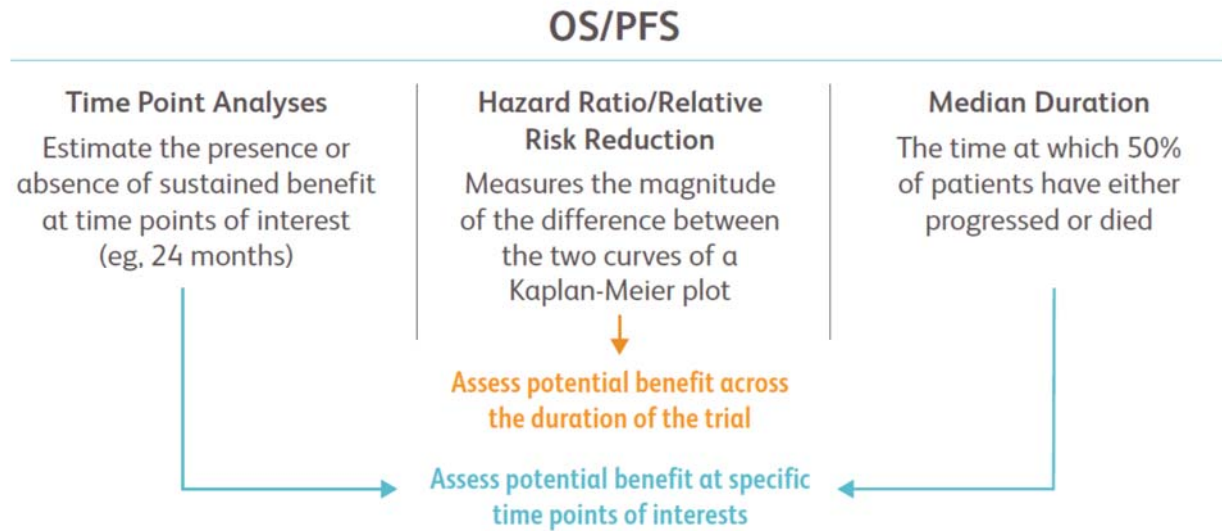 OS/PFS
Time Point Analyses
Estimate the presence or
absence of sustained benefit
at time points of interest
(eg, 24 months)
Hazard Ratio/Relative
Risk Reduction
Measures the magnitude
of the difference between
the two curves of a
Kaplan-Meier plot
Median Duration
The time at which 50%
of patients have either
progressed or died
Assess potential benefit across
the duration of the trial
Assess potential benefit at specific
time points of interests